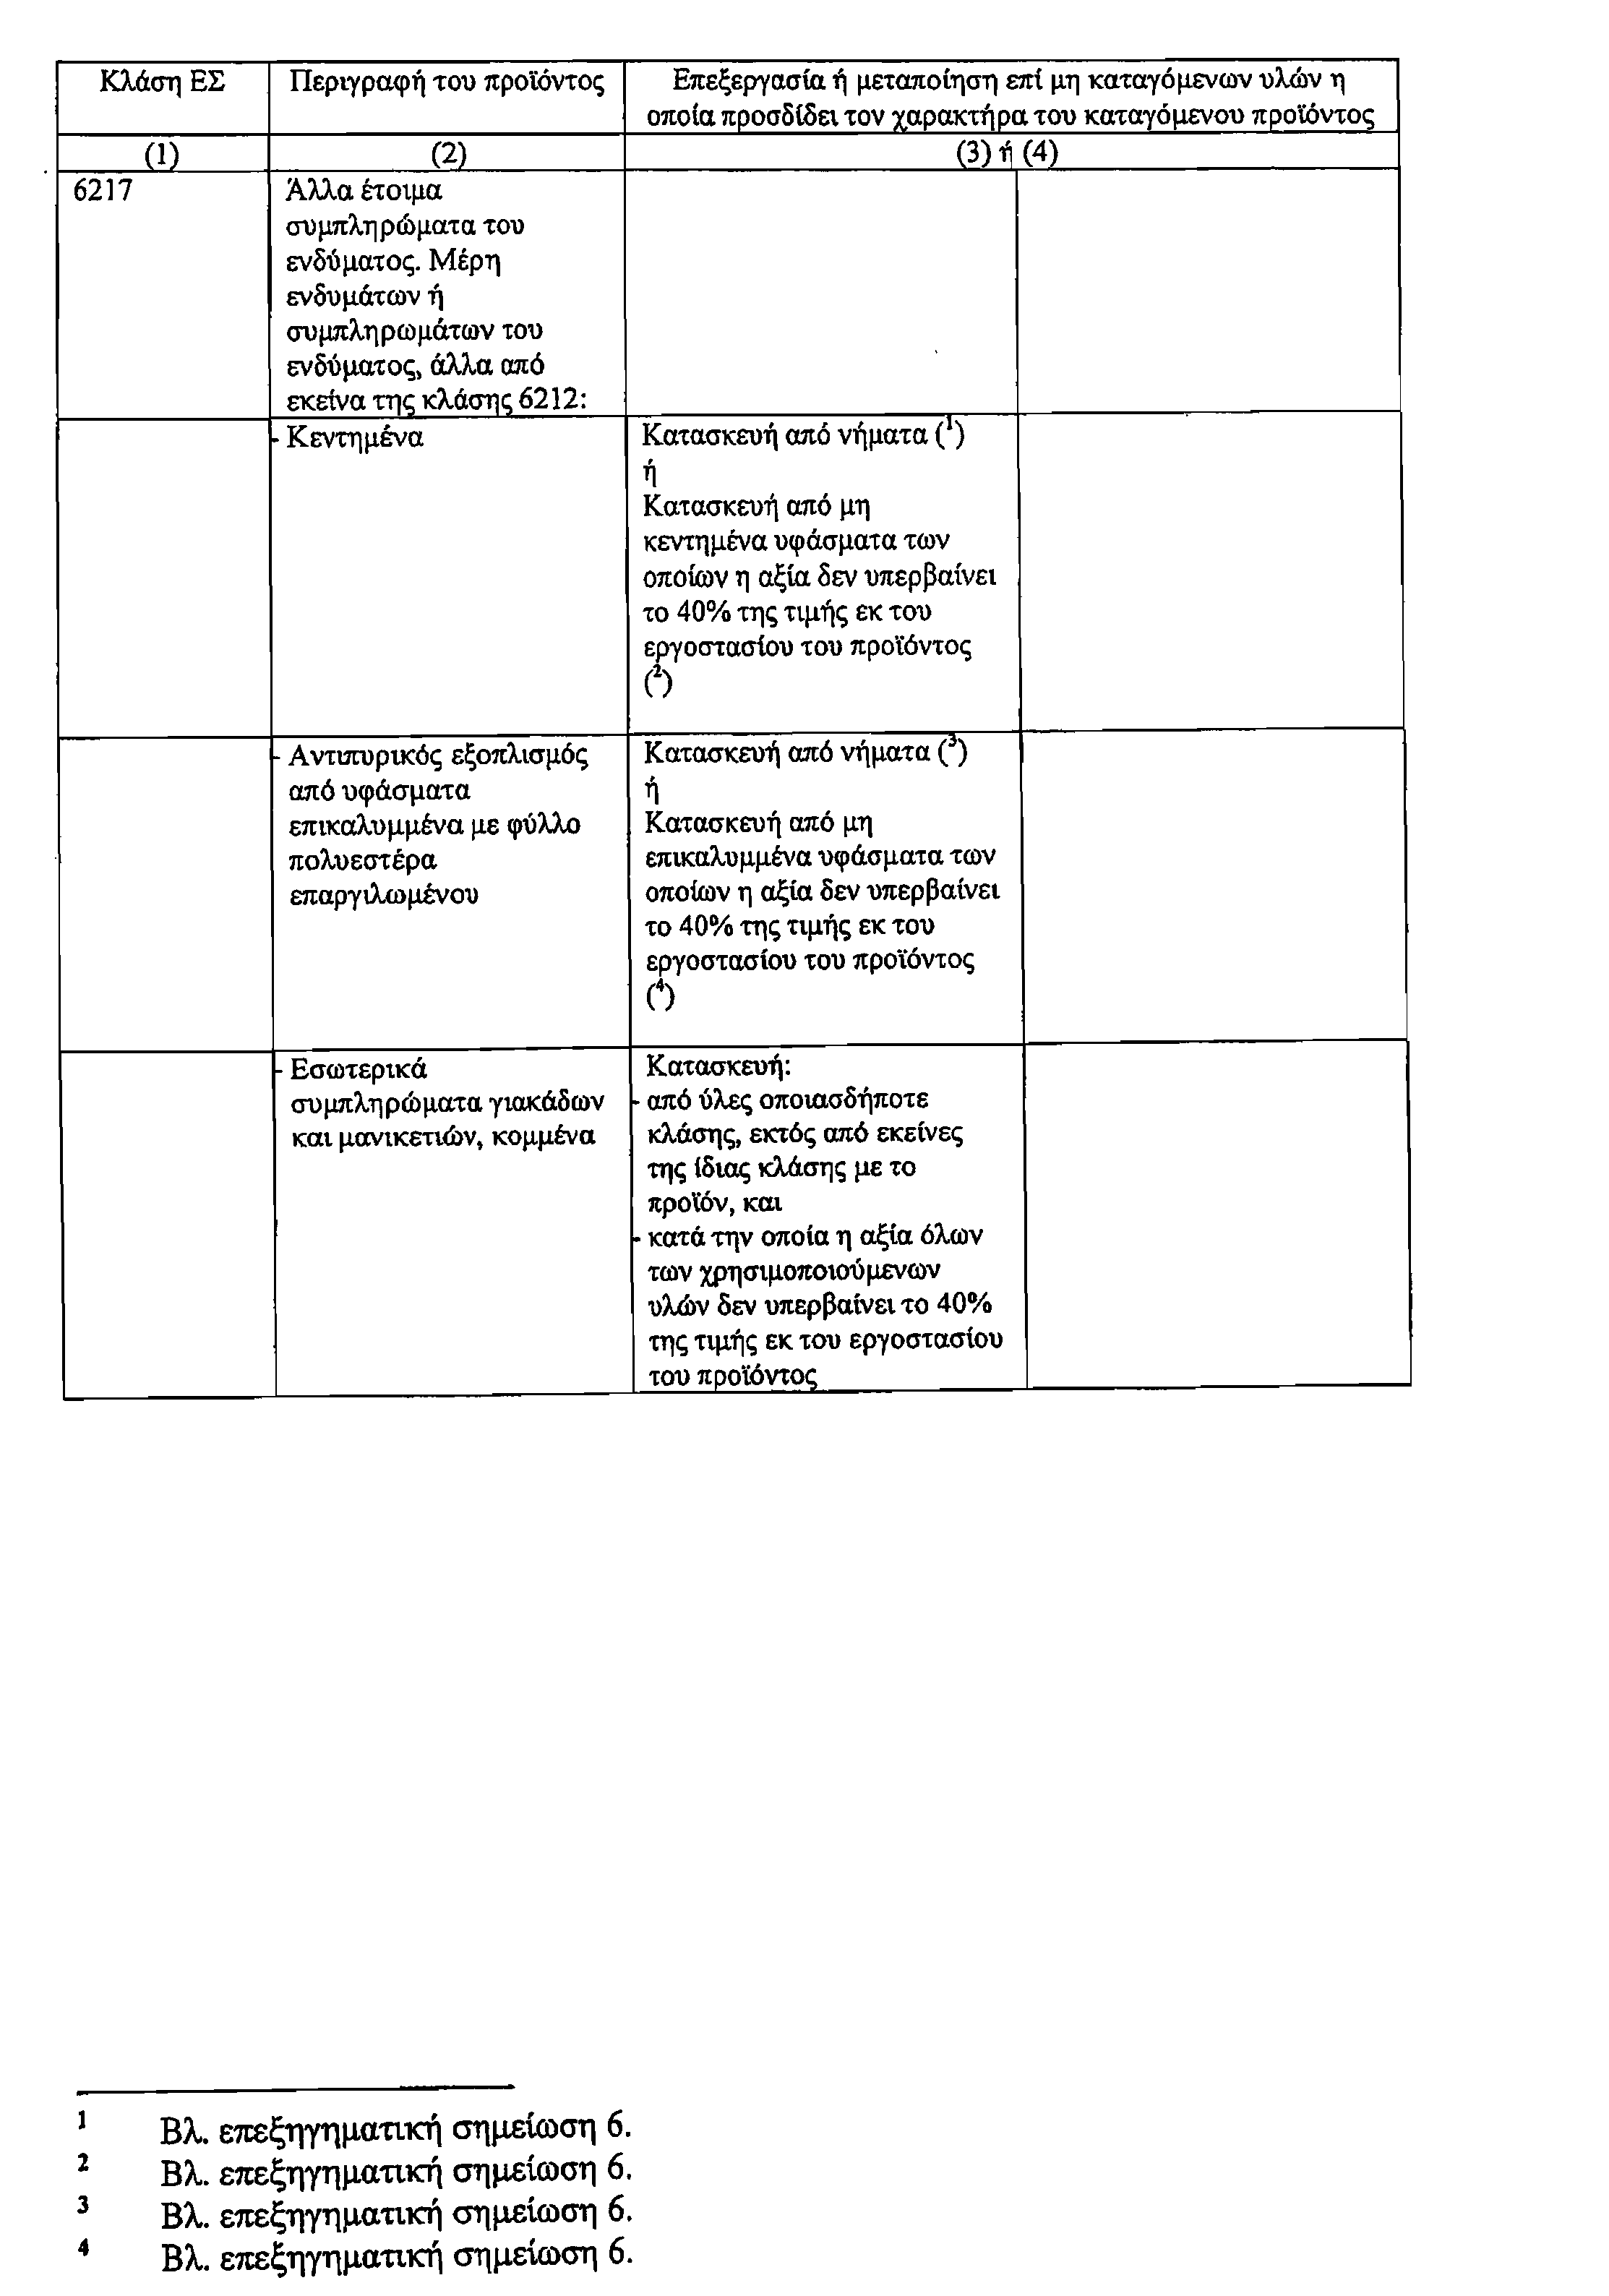 Κλάση ΕΣ
Περιγραφή του προϊόντος
Επεξεργασία ή μεταποίηση επί μη καταγόμενων υλών η
οποία προσδίδει τον χαρακτήρα του καταγόμενου προϊόντος
(1)
(2)
(3) ή (4)
6217
Άλλα έτοιμα
συμπληρώματα του
ενδύματος. Μέρη
ενδυμάτων ή
συμπληρωμάτων του
ενδύματος, άλλα από
εκείνα της κλάσης 6212:
- Κεντημένα
Κατασκευή από νήματα (¹)
ή
Κατασκευή από μη
κεντημένα υφάσματα των
οποίων η αξία δεν υπερβαίνει
το 40% της τιμής εκ του
εργοστασίου του προϊόντος
(²)
- Αντιπυρικός εξοπλισμός
από υφάσματα
επικαλυμμένα με φύλλο
πολυεστέρα
επαργιλωμένου
Κατασκευή από νήματα (³)
ή
Κατασκευή από μη
επικαλυμμένα υφάσματα των
οποίων η αξία δεν υπερβαίνει
το 40% της τιμής εκ του
εργοστασίου του προϊόντος
(⁴)
- Εσωτερικά
συμπληρώματα γιακάδων
και μανικετιών, κομμένα
Κατασκευή:
- από ύλες οποιασδήποτε
κλάσης, εκτός από εκείνες
της ίδιας κλάσης με το
προϊόν, και
- κατά την οποία η αξία όλων
των χρησιμοποιούμενων
υλών δεν υπερβαίνει το 40%
της τιμής εκ του εργοστασίου
του προϊόντος
¹ Βλ. επεξηγηματική σημείωση 6.
² Βλ. επεξηγηματική σημείωση 6.
³ Βλ. επεξηγηματική σημείωση 6.
⁴ Βλ. επεξηγηματική σημείωση 6.